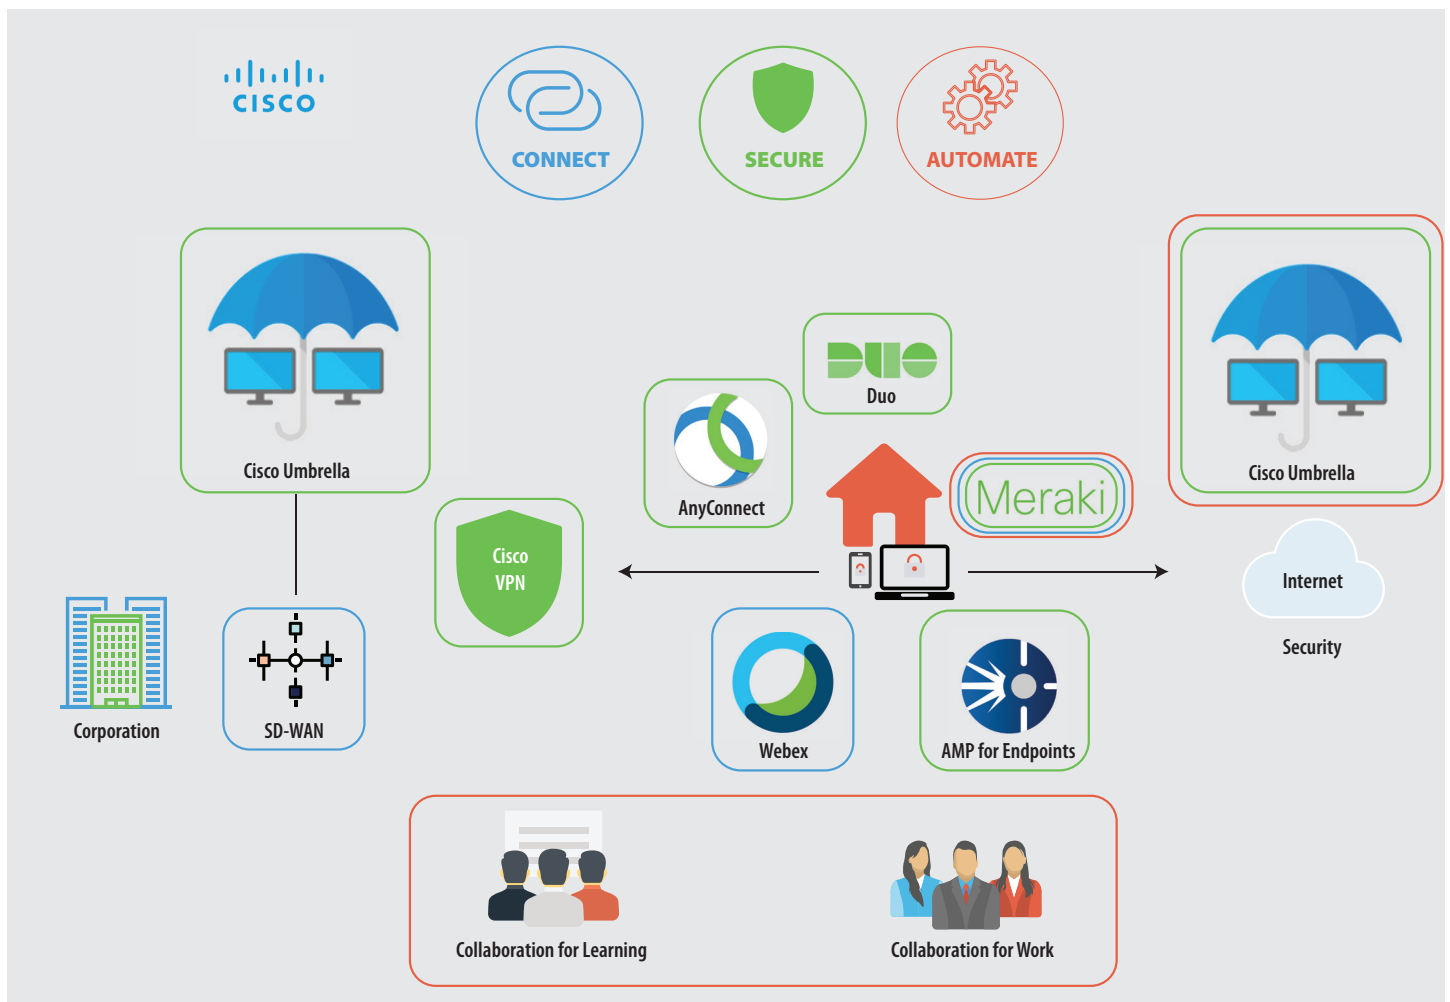 CISCO
CONNECT
SECURE
AUTOMATE
Cisco Umbrella
DUO
Duo
AnyConnect
Meraki
Cisco Umbrella
Cisco
VPN
Internet
Security
Corporation
SD-WAN
Webex
AMP for Endpoints
Collaboration for Learning
Collaboration for Work